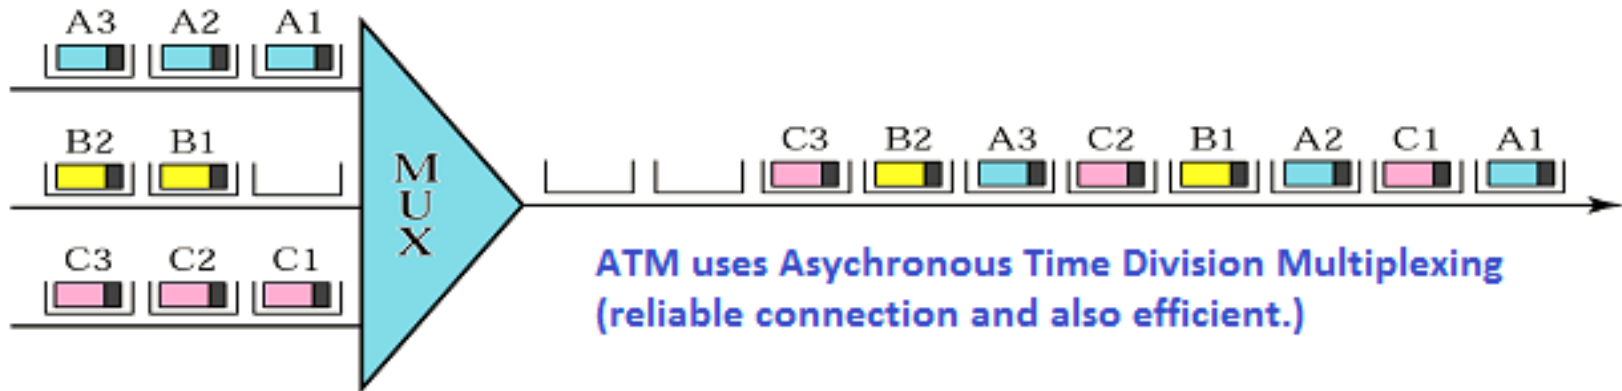 A3 A2 A1
B2 B1
C3 C2 C1
M
U
X
C3 B2 A3 C2 B1 A2 C1 A1
ATM uses Asychronous Time Division Multiplexing
(reliable connection and also efficient.)